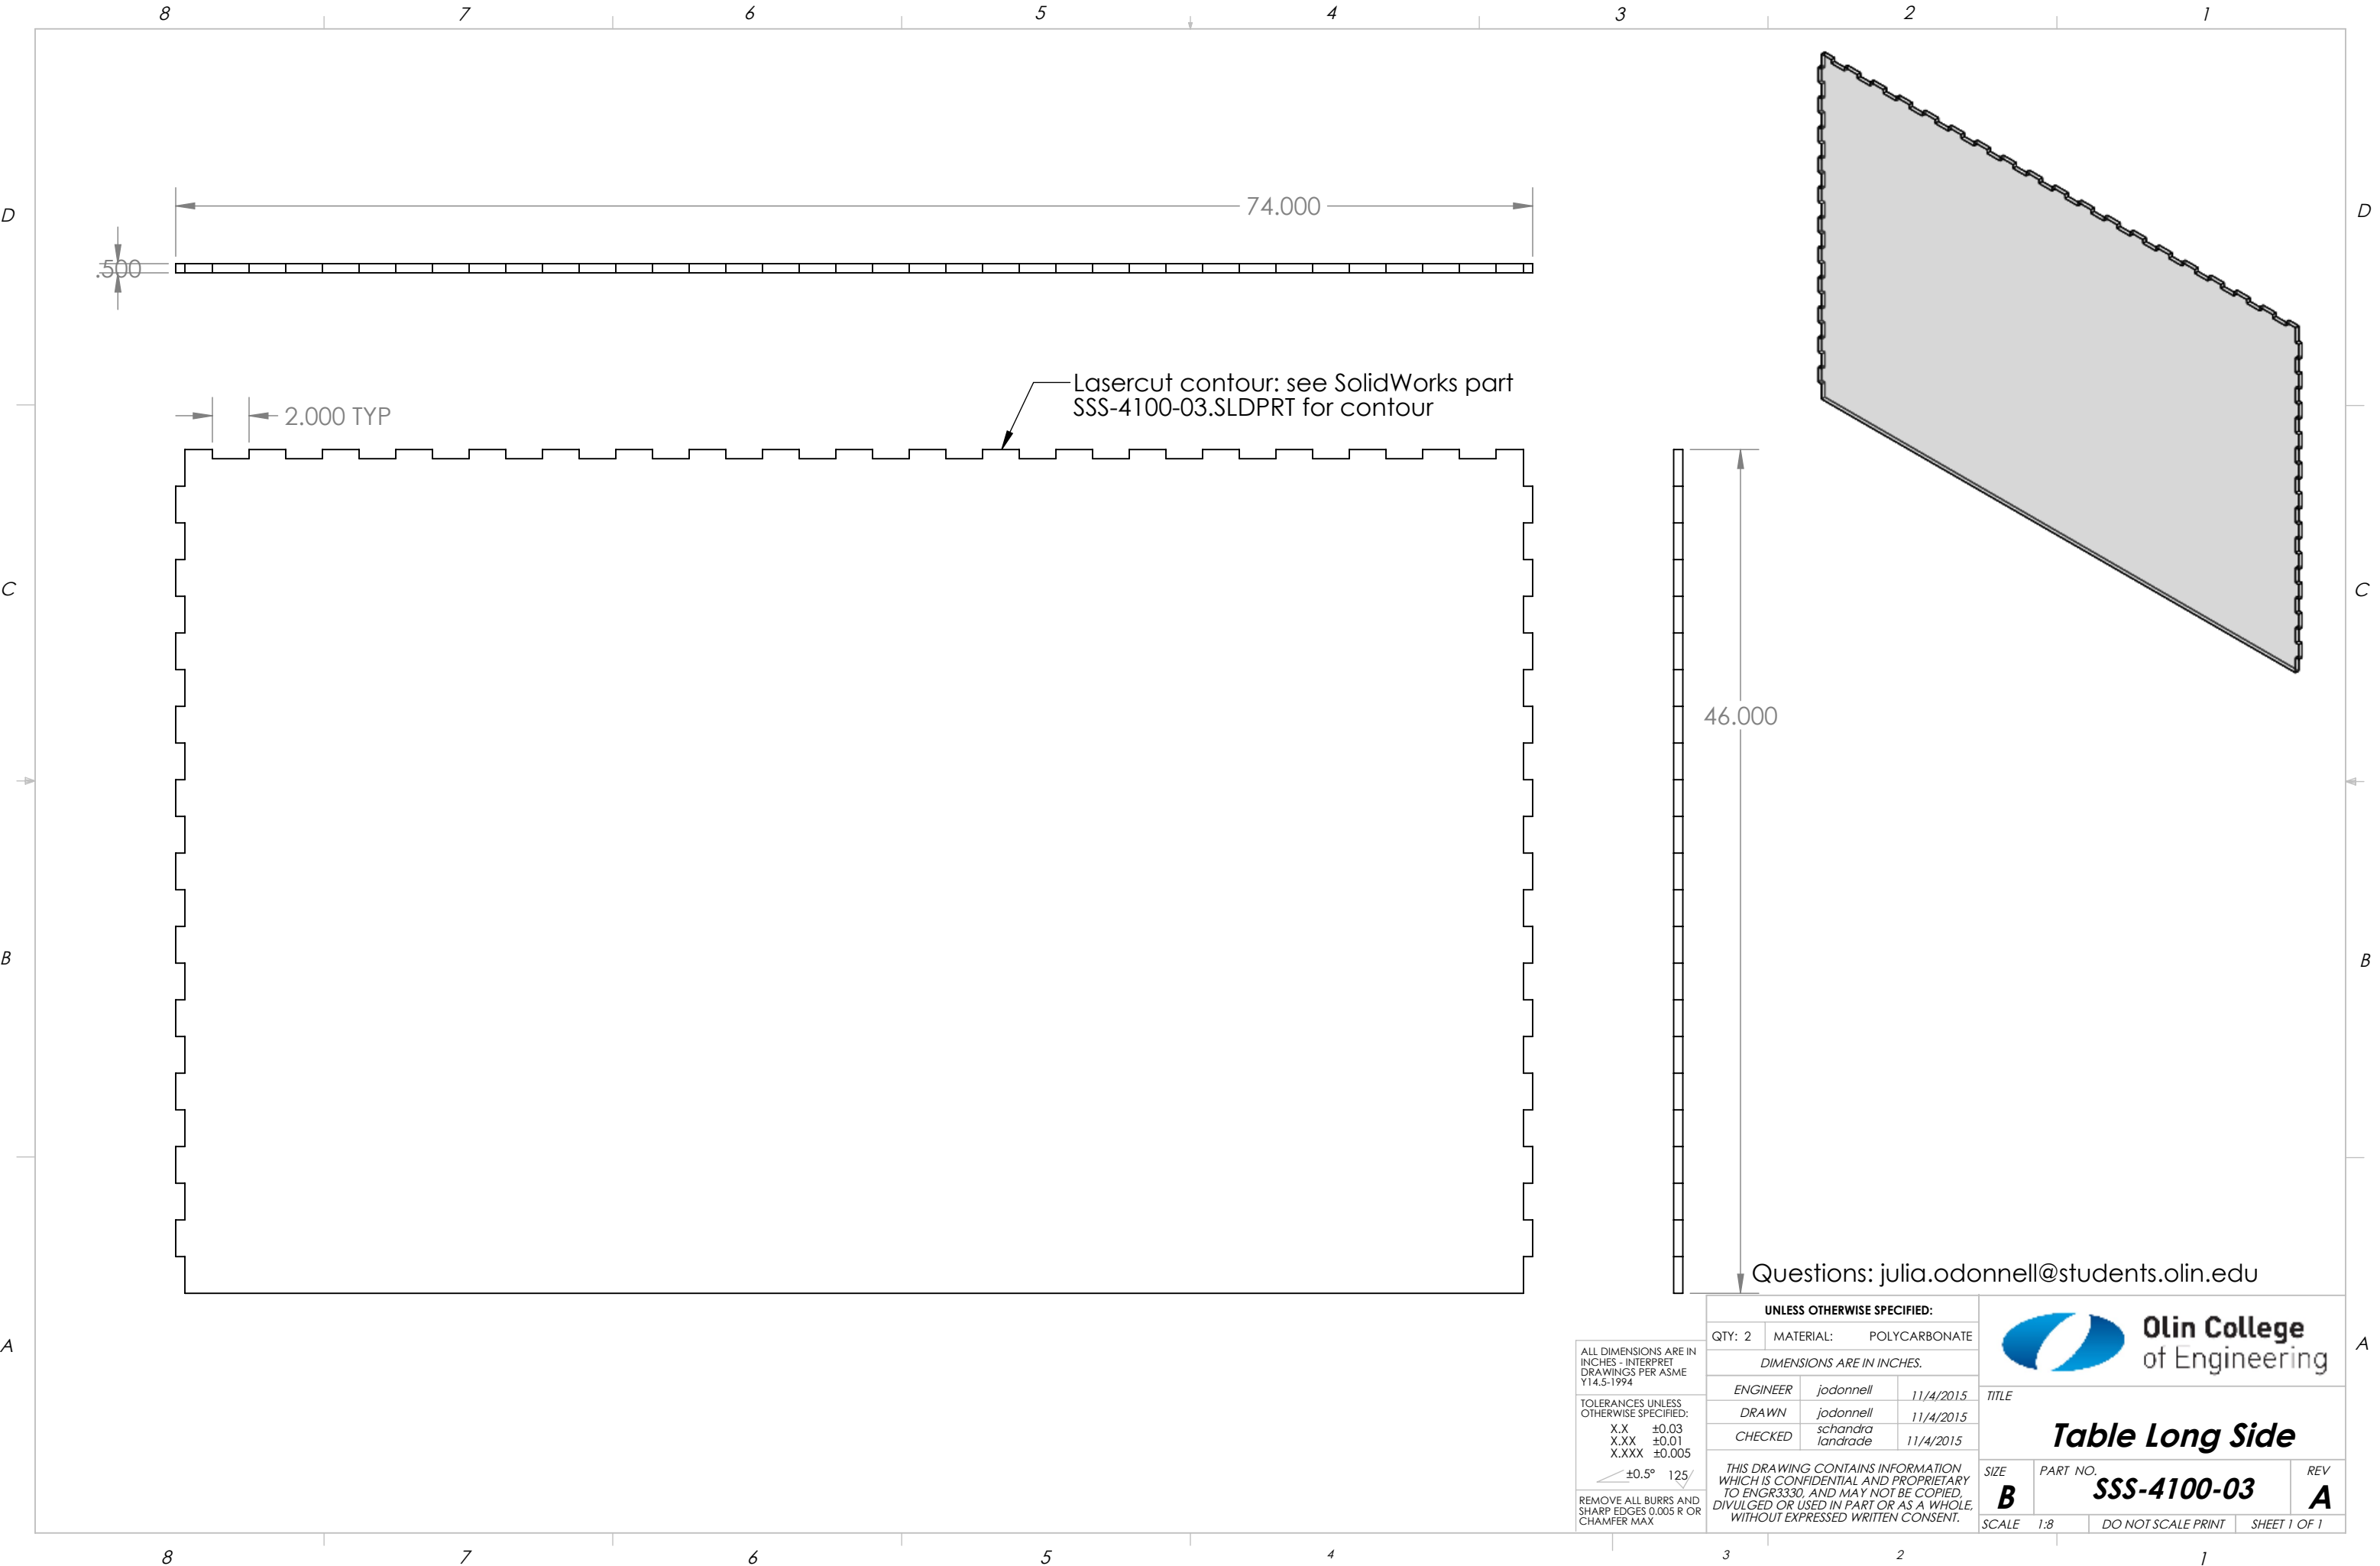 8 7 6 5 4 3 2 1
D
D
74.000
.500
Lasercut contour: see SolidWorks part
SSS-4100-03.SLDPRT for contour
2.000 TYP
C
C
46.000
B
B
Questions: julia.odonnell@students.olin.edu
A
A
ALL DIMENSIONS ARE IN
INCHES - INTERPRET
DRAWINGS PER ASME
Y14.5-1994
TOLERANCES UNLESS
OTHERWISE SPECIFIED:
X.X ±0.03
X.XX ±0.01
X.XXX ±0.005
±0.5° 125
REMOVE ALL BURRS AND
SHARP EDGES 0.005 R OR
CHAMFER MAX
UNLESS OTHERWISE SPECIFIED:
QTY: 2 MATERIAL: POLYCARBONATE
DIMENSIONS ARE IN INCHES.
ENGINEER jodonnell 11/4/2015
DRAWN jodonnell 11/4/2015
CHECKED schandra
landrade 11/4/2015
THIS DRAWING CONTAINS INFORMATION
WHICH IS CONFIDENTIAL AND PROPRIETARY
TO ENGR3330, AND MAY NOT BE COPIED,
DIVULGED OR USED IN PART OR AS A WHOLE,
WITHOUT EXPRESSED WRITTEN CONSENT.
Olin College
of Engineering
TITLE
Table Long Side
SIZE
B
PART NO.
SSS-4100-03
REV
A
SCALE 1:8 DO NOT SCALE PRINT SHEET 1 OF 1
8 7 6 5 4 3 2 1